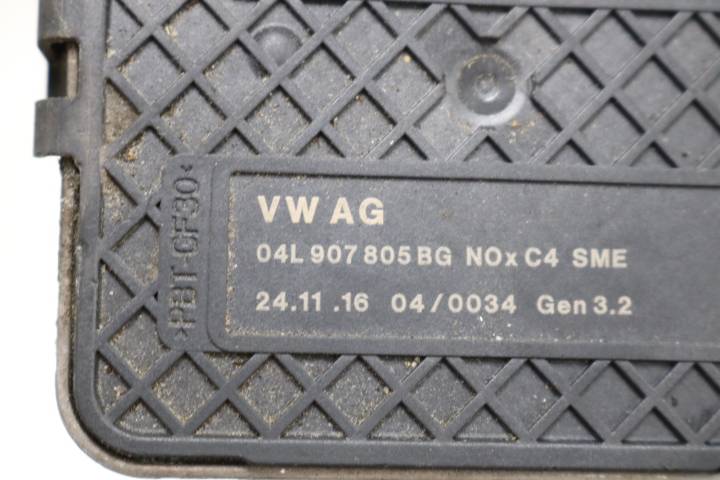 VW AG
04L 907 805 BG NOx C4 SME
24.11 .16 04/0034 Gen 3.2
>PBT-GF30<